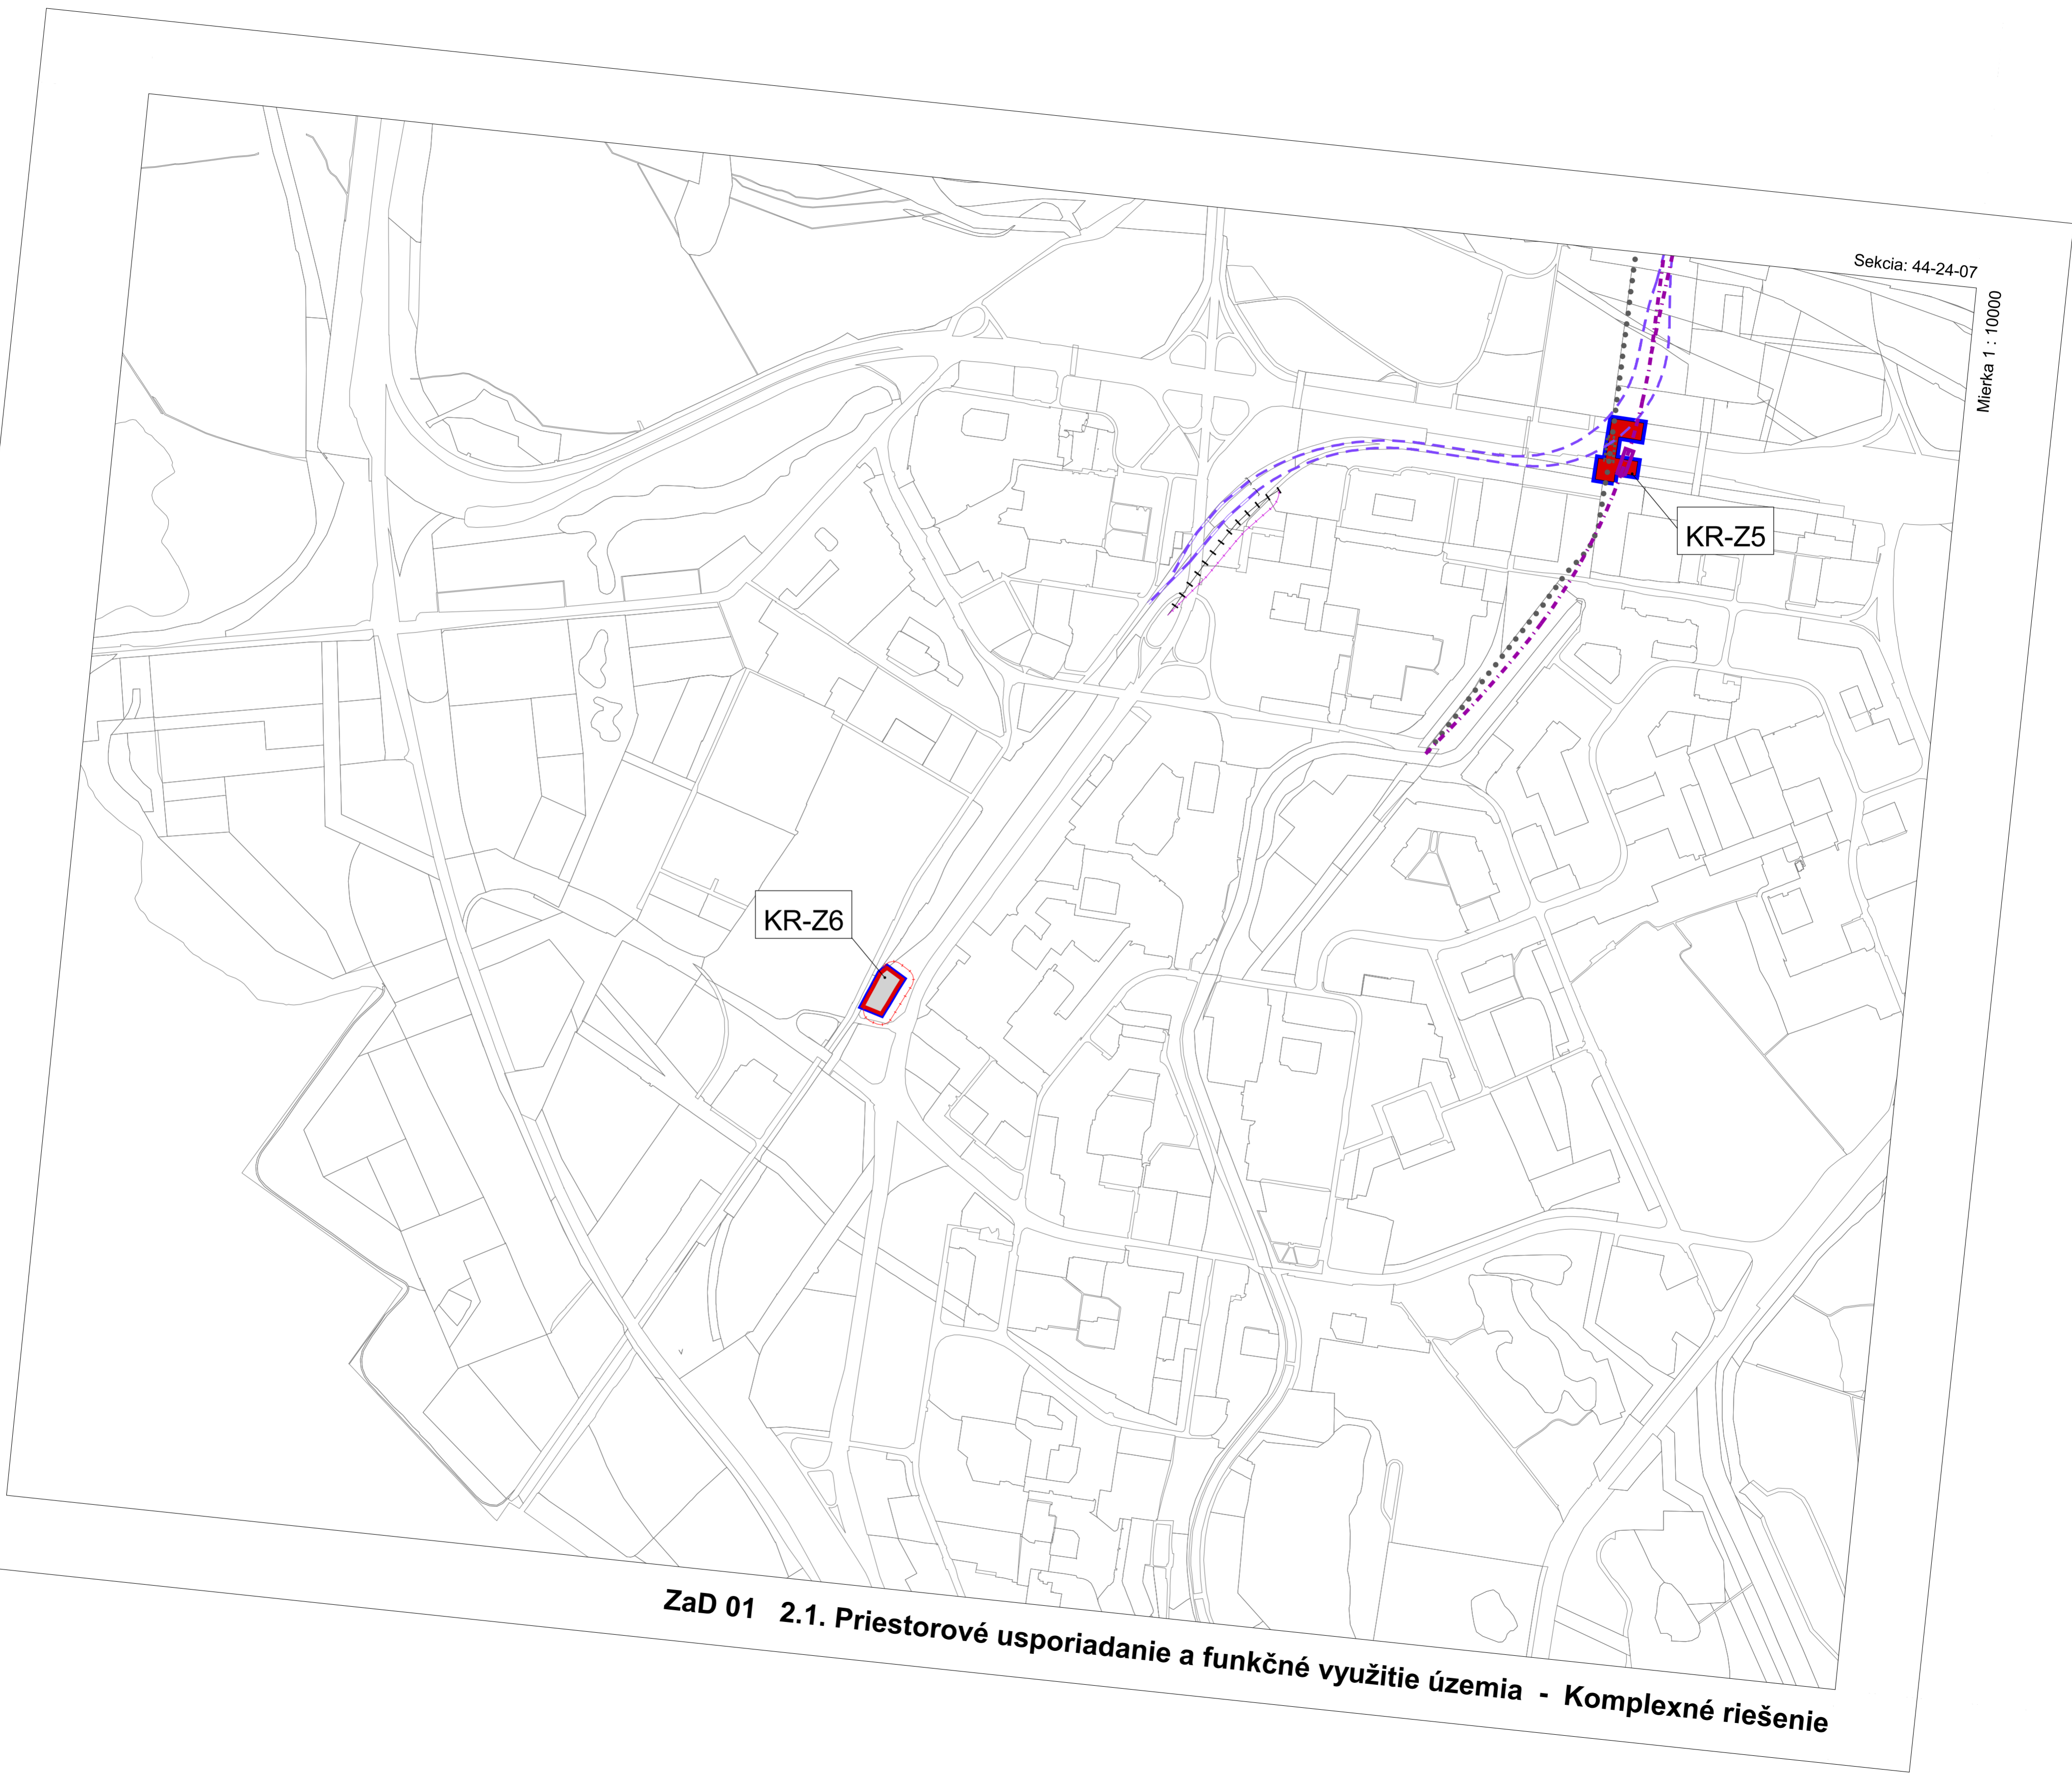 Sekcia: 44-24-07
Mierka 1 : 10000
KR-Z5
KR-Z6
ZaD 01 2.1. Priestorové usporiadanie a funkčné využitie územia - Komplexné riešenie